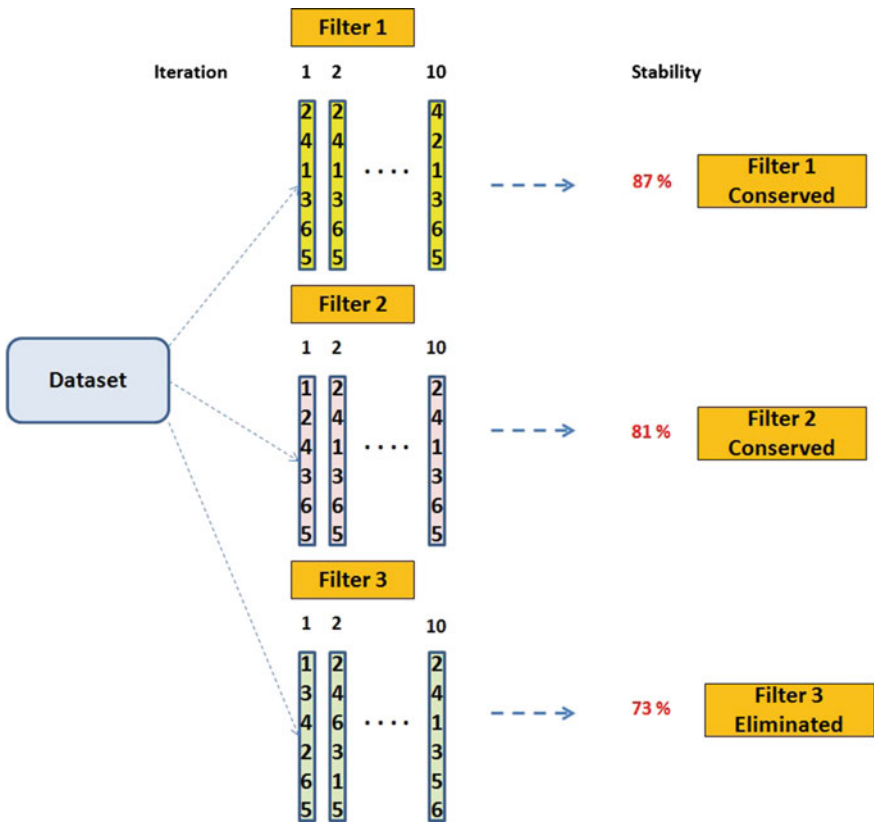 Filter 1
Iteration 1 2 10 Stability
2 2 4
4 4 2
1 1 .... 1
3 3 3
6 6 6
5 5 5
87 % Filter 1
Conserved
Filter 2
1 2 10
Dataset
1 2 2
2 4 4
4 1 .... 1
3 3 3
6 6 6
5 5 5
81 % Filter 2
Conserved
Filter 3
1 2 10
1 2 2
3 4 4
4 6 .... 1
2 3 3
6 1 5
5 5 6
73 % Filter 3
Eliminated